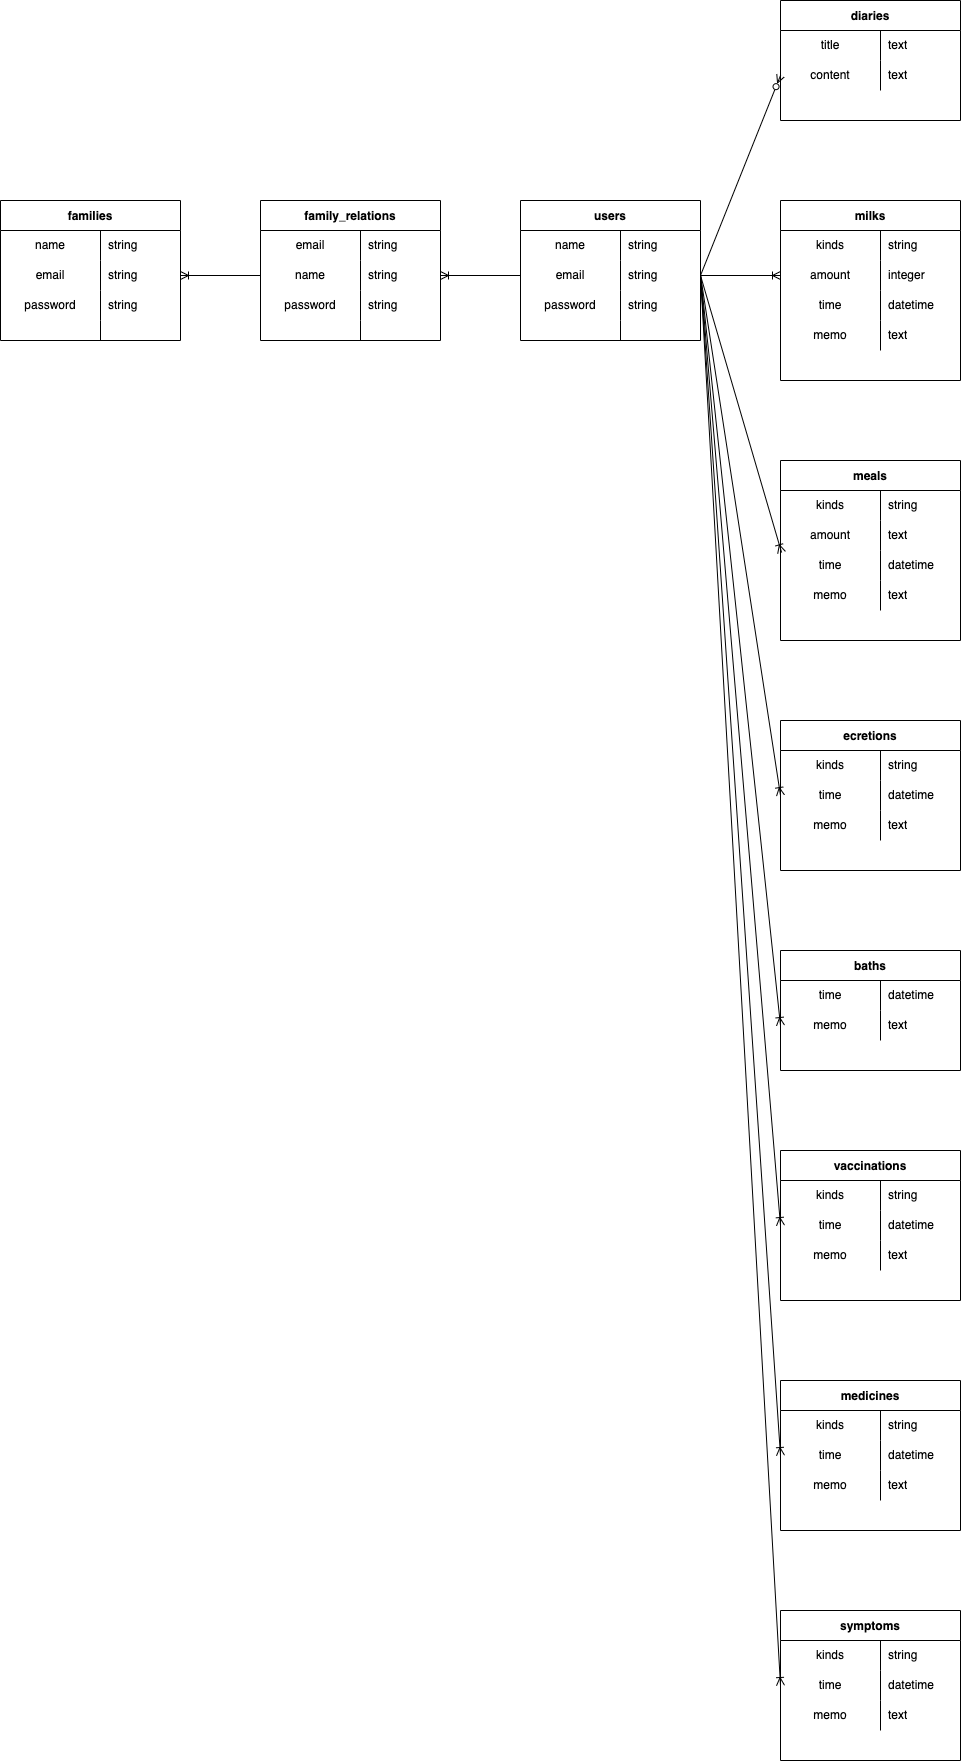 diaries
title text
content text
families
name string
email string
password string
family_relations
email string
name string
password string
users
name string
email string
password string
milks
kinds string
amount integer
time datetime
memo text
meals
kinds string
amount text
time datetime
memo text
ecretions
kinds string
time datetime
memo text
baths
time datetime
memo text
vaccinations
kinds string
time datetime
memo text
medicines
kinds string
time datetime
memo text
symptoms
kinds string
time datetime
memo text